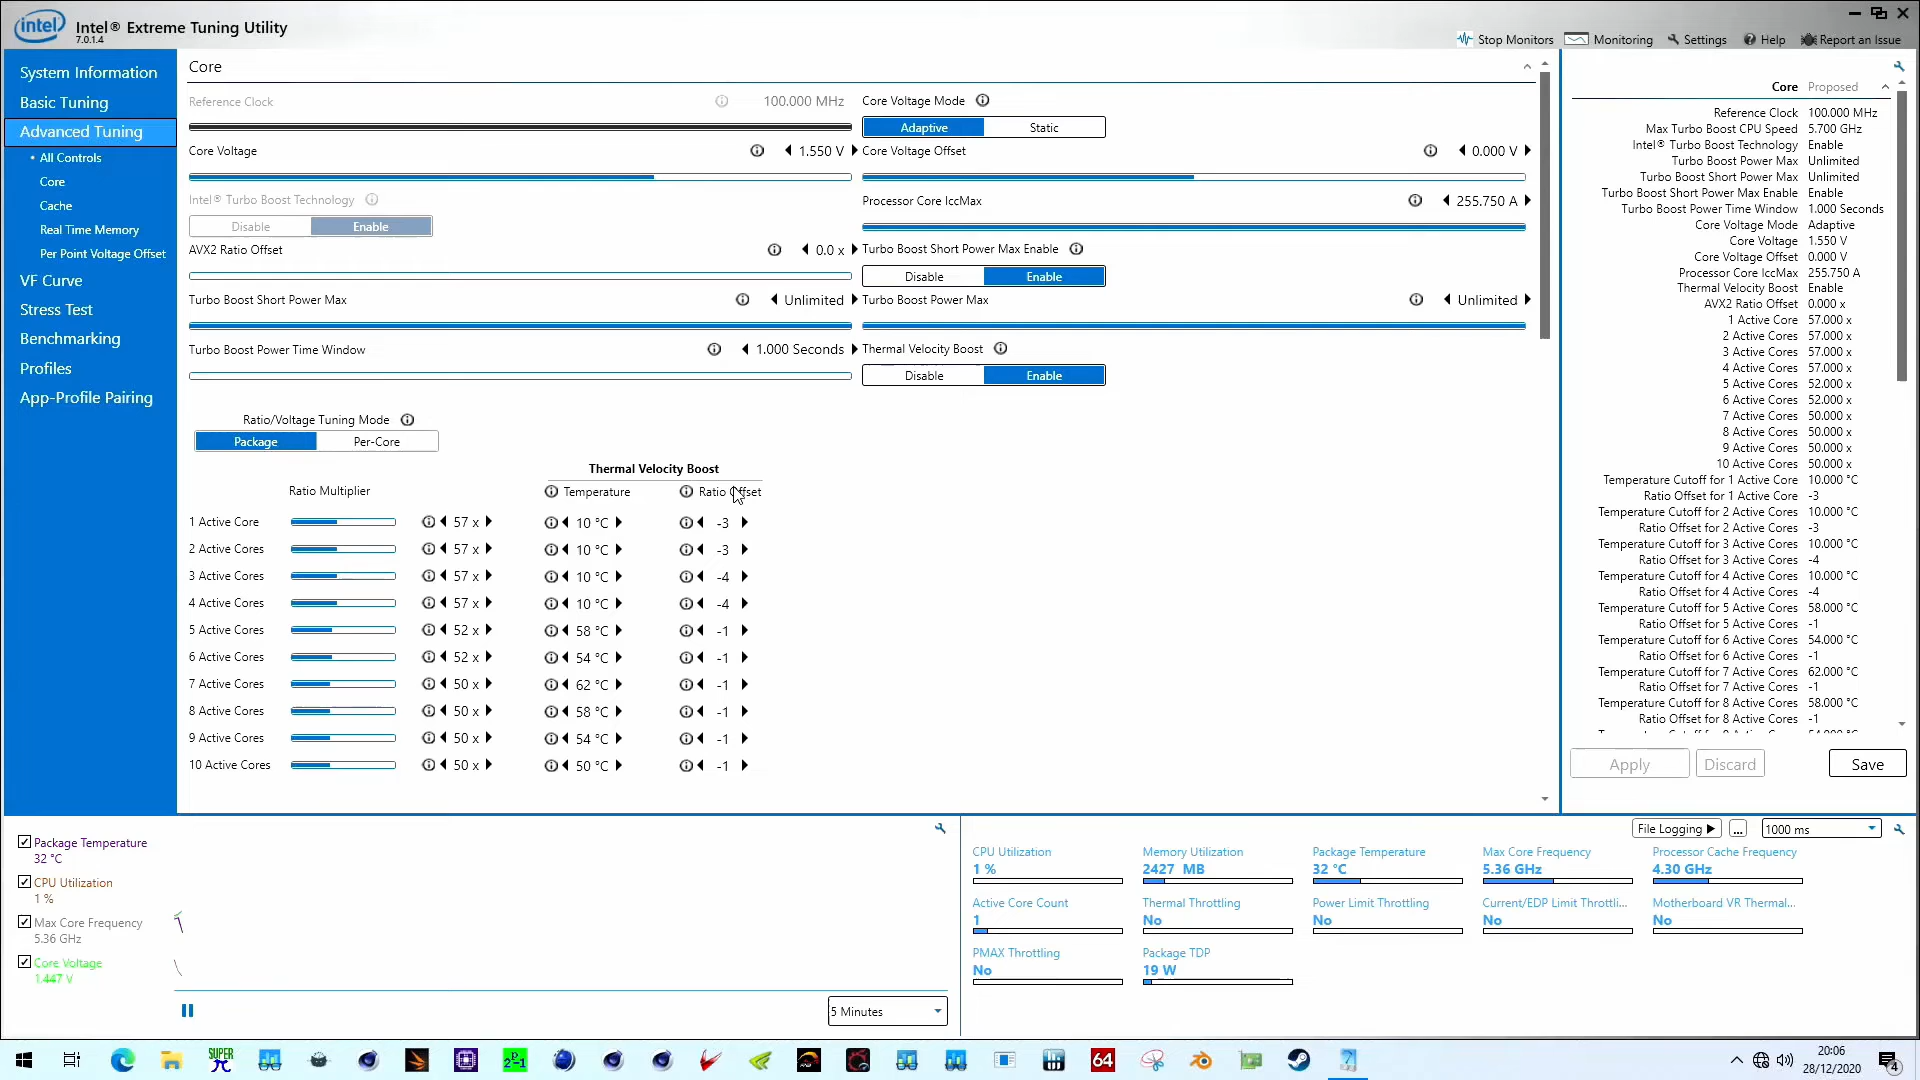 intel
Intel® Extreme Tuning Utility
7.0.1.4
Stop Monitors
Monitoring
Settings
Help
Report an Issue
System Information
Basic Tuning
Advanced Tuning
• All Controls
Core
Cache
Real Time Memory
Per Point Voltage Offset
VF Curve
Stress Test
Benchmarking
Profiles
App-Profile Pairing
Core
Reference Clock 100.000 MHz
Core Voltage Mode
Adaptive Static
Core Voltage 1.550 V
Core Voltage Offset 0.000 V
Intel® Turbo Boost Technology
Disable Enable
Processor Core IccMax 255.750 A
AVX2 Ratio Offset 0.0 x
Turbo Boost Short Power Max Enable
Disable Enable
Turbo Boost Short Power Max Unlimited
Turbo Boost Power Max Unlimited
Turbo Boost Power Time Window 1.000 Seconds
Thermal Velocity Boost
Disable Enable
Ratio/Voltage Tuning Mode
Package Per-Core
Thermal Velocity Boost
Ratio Multiplier Temperature Ratio Offset
1 Active Core 57 x 10 °C -3
2 Active Cores 57 x 10 °C -3
3 Active Cores 57 x 10 °C -4
4 Active Cores 57 x 10 °C -4
5 Active Cores 52 x 58 °C -1
6 Active Cores 52 x 54 °C -1
7 Active Cores 50 x 62 °C -1
8 Active Cores 50 x 58 °C -1
9 Active Cores 50 x 54 °C -1
10 Active Cores 50 x 50 °C -1
Core Proposed
Reference Clock 100.000 MHz
Max Turbo Boost CPU Speed 5.700 GHz
Intel® Turbo Boost Technology Enable
Turbo Boost Power Max Unlimited
Turbo Boost Short Power Max Unlimited
Turbo Boost Short Power Max Enable Enable
Turbo Boost Power Time Window 1.000 Seconds
Core Voltage Mode Adaptive
Core Voltage 1.550 V
Core Voltage Offset 0.000 V
Processor Core IccMax 255.750 A
Thermal Velocity Boost Enable
AVX2 Ratio Offset 0.000 x
1 Active Core 57.000 x
2 Active Cores 57.000 x
3 Active Cores 57.000 x
4 Active Cores 57.000 x
5 Active Cores 52.000 x
6 Active Cores 52.000 x
7 Active Cores 50.000 x
8 Active Cores 50.000 x
9 Active Cores 50.000 x
10 Active Cores 50.000 x
Temperature Cutoff for 1 Active Core 10.000 °C
Ratio Offset for 1 Active Core -3
Temperature Cutoff for 2 Active Cores 10.000 °C
Ratio Offset for 2 Active Cores -3
Temperature Cutoff for 3 Active Cores 10.000 °C
Ratio Offset for 3 Active Cores -4
Temperature Cutoff for 4 Active Cores 10.000 °C
Ratio Offset for 4 Active Cores -4
Temperature Cutoff for 5 Active Cores 58.000 °C
Ratio Offset for 5 Active Cores -1
Temperature Cutoff for 6 Active Cores 54.000 °C
Ratio Offset for 6 Active Cores -1
Temperature Cutoff for 7 Active Cores 62.000 °C
Ratio Offset for 7 Active Cores -1
Temperature Cutoff for 8 Active Cores 58.000 °C
Ratio Offset for 8 Active Cores -1
Apply Discard Save
Package Temperature
32 °C
CPU Utilization
1 %
Max Core Frequency
5.36 GHz
Core Voltage
1.447 V
5 Minutes
File Logging ... 1000 ms
CPU Utilization Memory Utilization Package Temperature Max Core Frequency Processor Cache Frequency
1 % 2427 MB 32 °C 5.36 GHz 4.30 GHz
Active Core Count Thermal Throttling Power Limit Throttling Current/EDP Limit Throttli... Motherboard VR Thermal...
1 No No No No
PMAX Throttling Package TDP
No 19 W
SUPER
64
20:06
28/12/2020
4